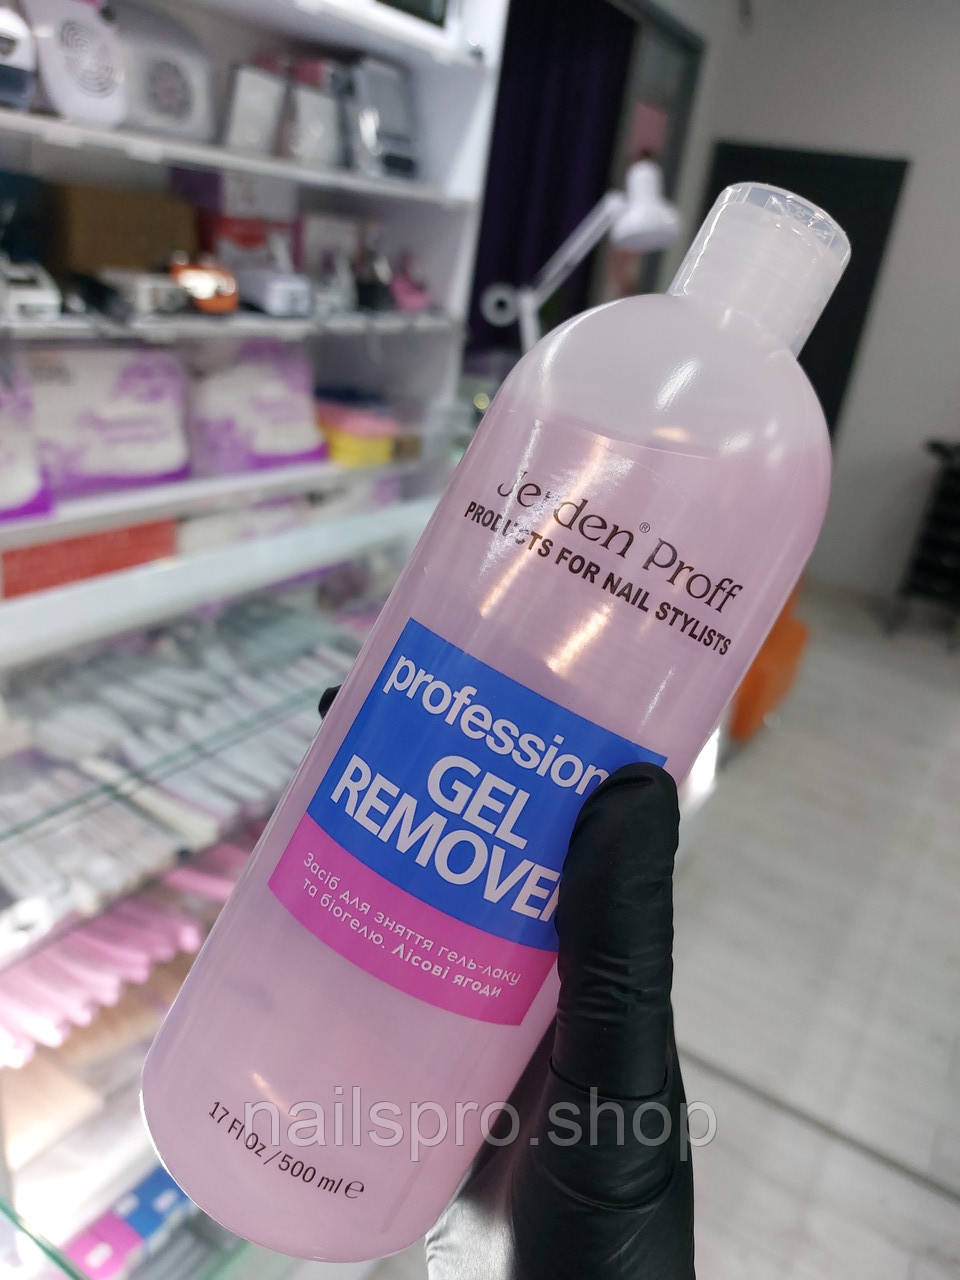 Jerden® Proff
PRODUCTS FOR NAIL STYLISTS
professional
GEL
REMOVER
Засіб для зняття гель-лаку
та біогелю. Лісові ягоди
17 Fl Oz / 500 ml ℮
nailspro.shop